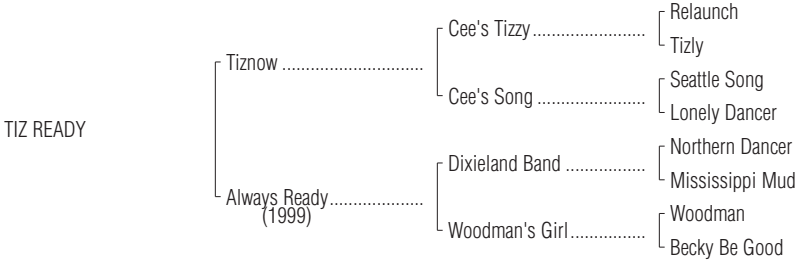 Relaunch
Cee's Tizzy........................
Tizly
Tiznow ..............................
Seattle Song
Cee's Song .......................
Lonely Dancer
TIZ READY
Northern Dancer
Dixieland Band .................
Mississippi Mud
Always Ready....................
(1999)
Woodman
Woodman's Girl................
Becky Be Good